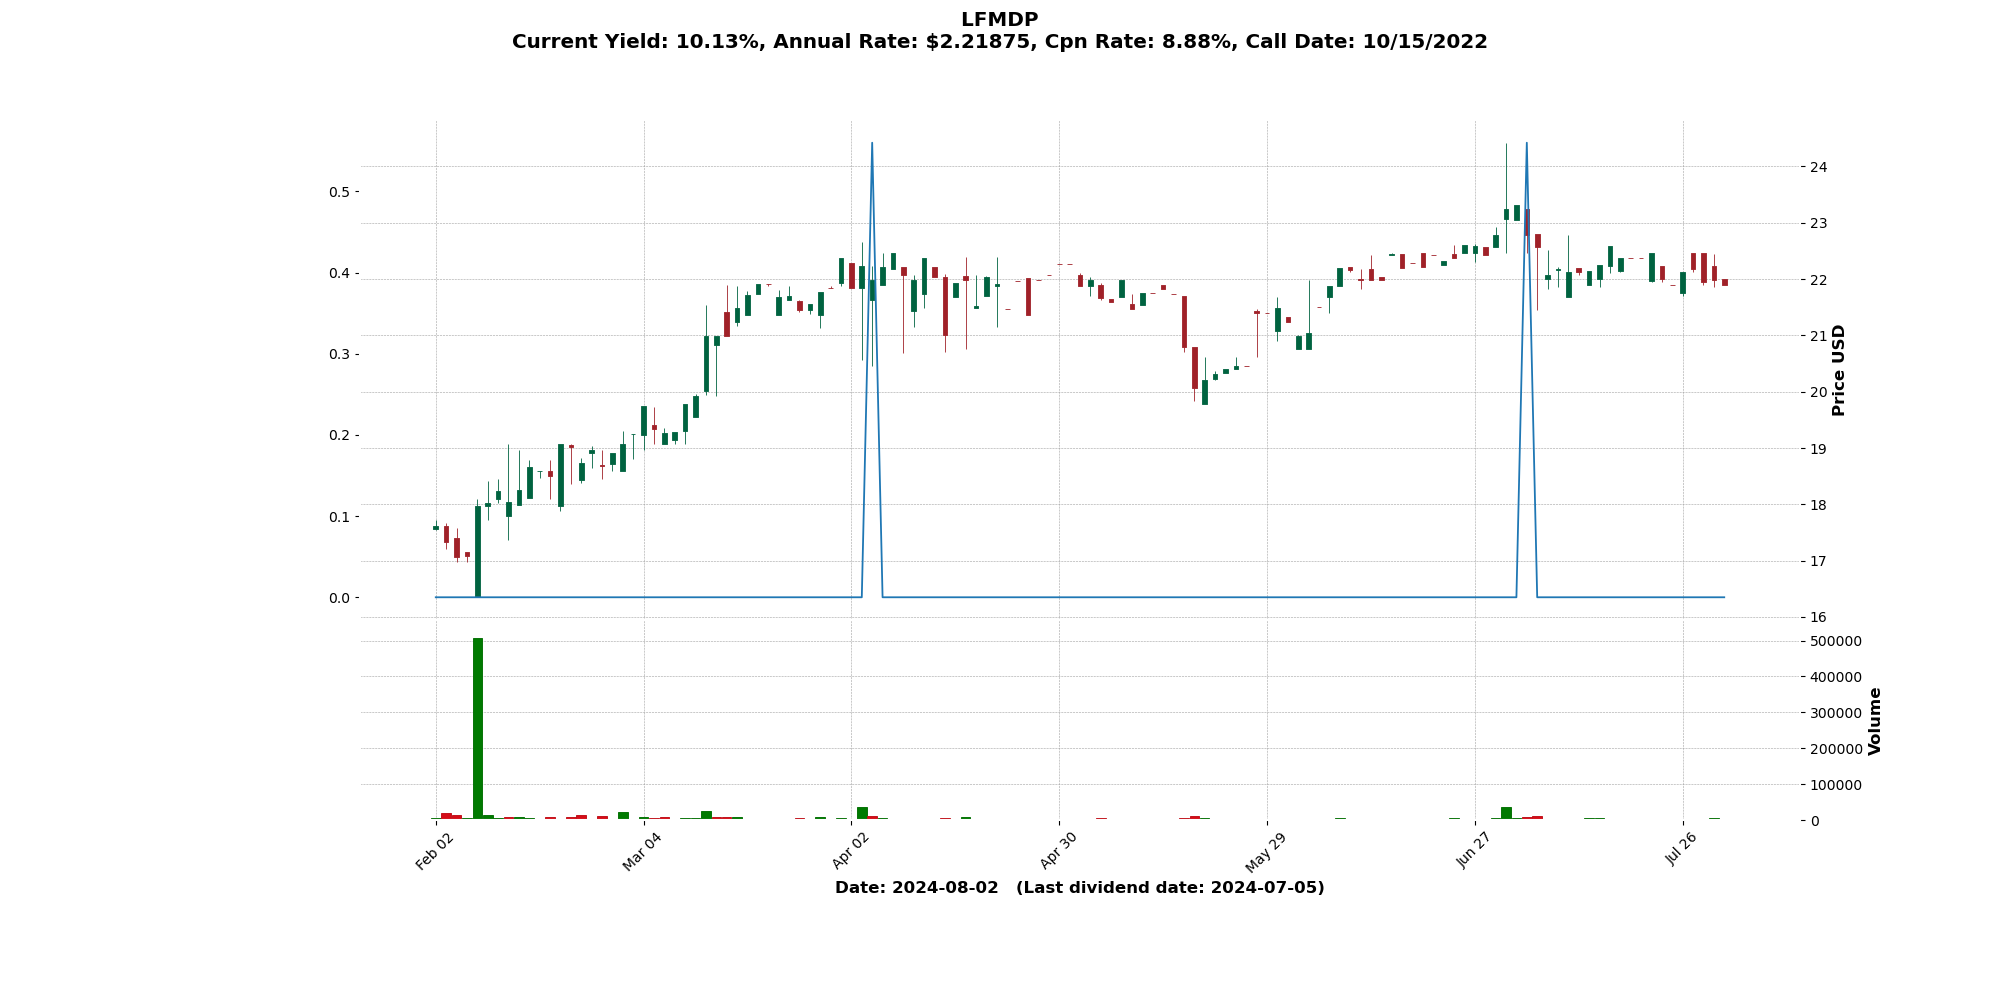 LFMDP
Current Yield: 10.13%, Annual Rate: $2.21875, Cpn Rate: 8.88%, Call Date: 10/15/2022
0.5
0.4
0.3
0.2
0.1
0.0
24
23
22
21
20
19
18
17
16
Price USD
500000
400000
300000
200000
100000
0
Volume
Feb 02
Mar 04
Apr 02
Apr 30
May 29
Jun 27
Jul 26
Date: 2024-08-02   (Last dividend date: 2024-07-05)